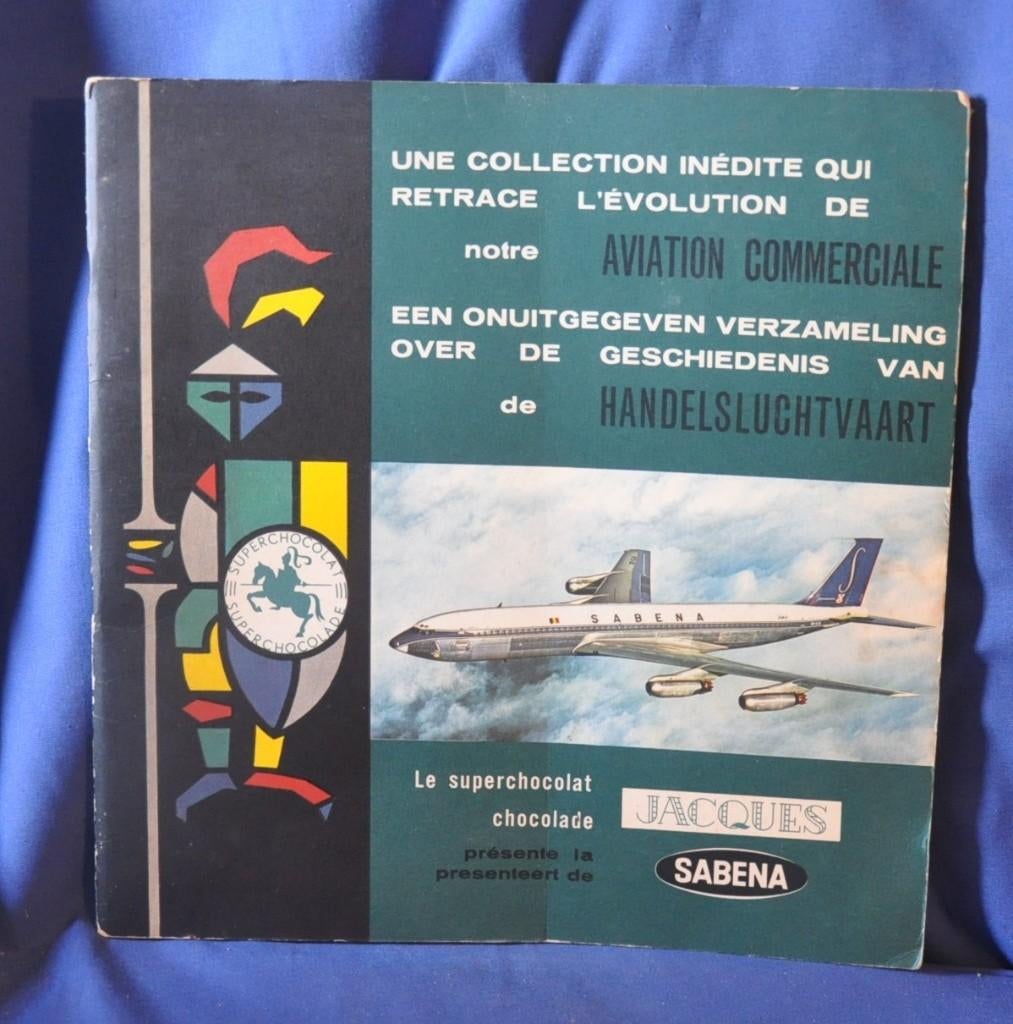 UNE COLLECTION INÉDITE QUI
RETRACE L'ÉVOLUTION DE
notre AVIATION COMMERCIALE
EEN ONUITGEGEVEN VERZAMELING
OVER DE GESCHIEDENIS VAN
de HANDELSLUCHTVAART
SUPERCHOCOLAT
SUPERCHOCOLADE
SABENA
S
Le superchocolat
chocolade
JACQUES
présente la
presenteert de
SABENA